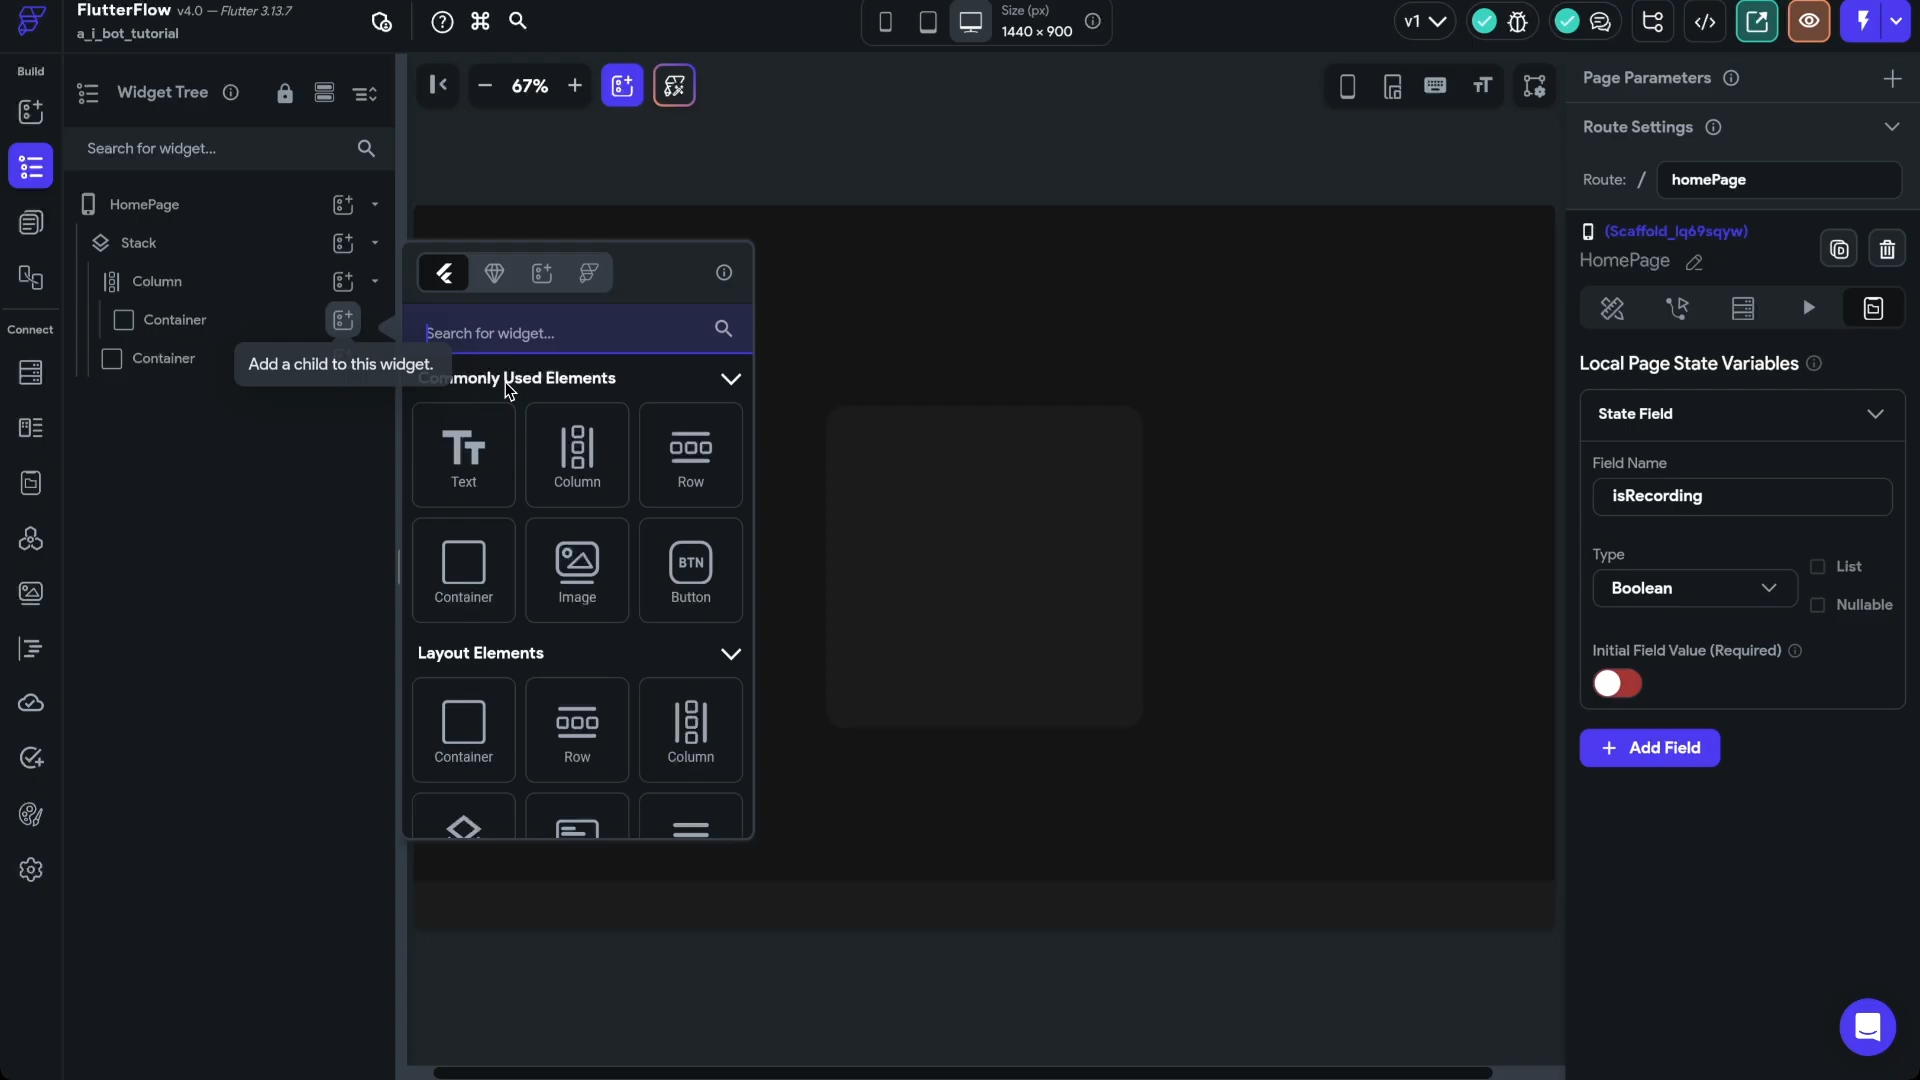 FlutterFlow v4.0 — Flutter 3.13.7
a_i_bot_tutorial
Size (px)
1440 × 900
v1
Build
Widget Tree
67%
Page Parameters
Route Settings
Search for widget...
Route: / homePage
HomePage
Stack
(Scaffold_lq69sqyw)
HomePage
Column
Container
Container
Connect
Add a child to this widget.
Search for widget...
Commonly Used Elements
Text
Column
Row
Container
Image
BTN
Button
Layout Elements
Container
Row
Column
Local Page State Variables
State Field
Field Name
isRecording
Type
Boolean
List
Nullable
Initial Field Value (Required)
+ Add Field